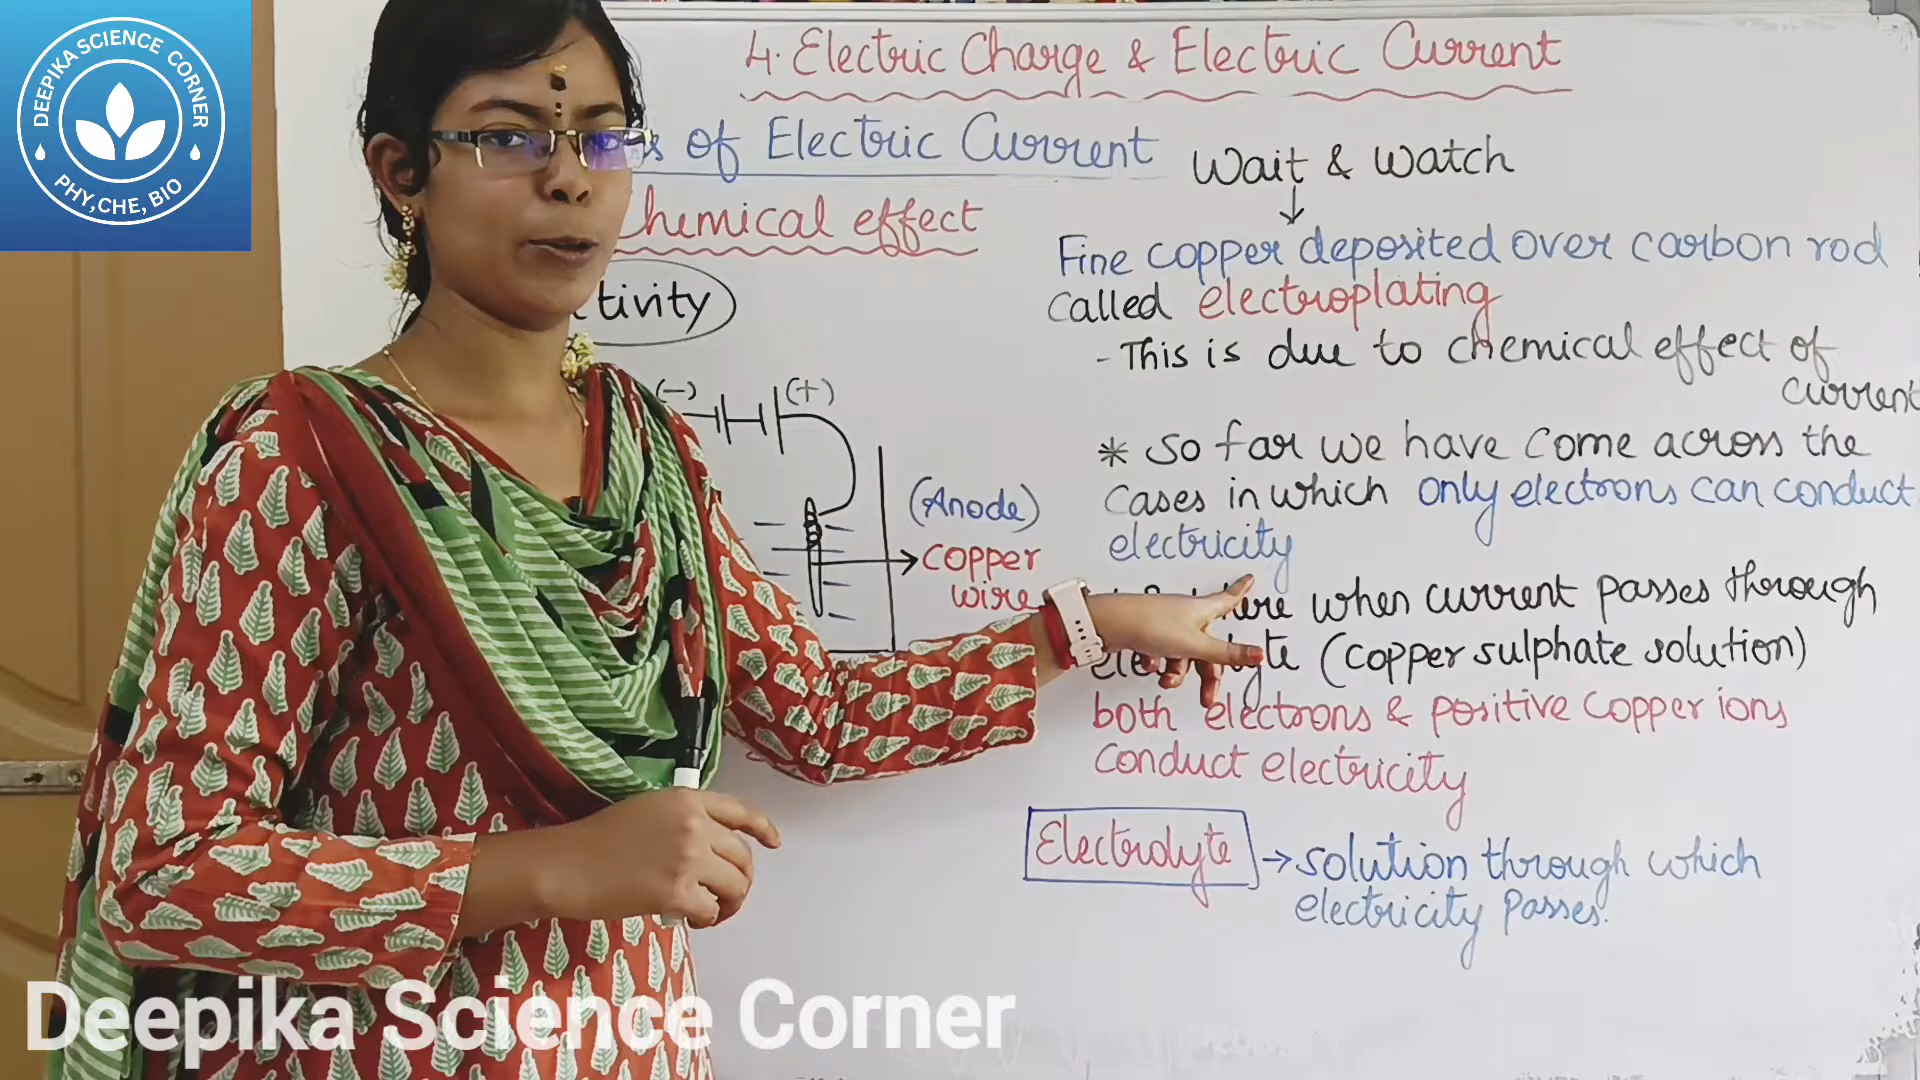 DEEPIKA SCIENCE CORNER
PHY,CHE, BIO
4. Electric Charge & Electric Current
of Electric Current
chemical effect
(-) (+)
(Anode)
copper
wire
Wait & watch
↓
Fine copper deposited over carbon rod
called electroplating
- This is due to chemical effect of
current
* so far we have come across the
cases in which only electrons can conduct
electricity
when current passes through
(copper sulphate solution)
both electrons & positive copper ions
conduct electricity
Electrolyte → solution through which
electricity passes.
Deepika Science Corner